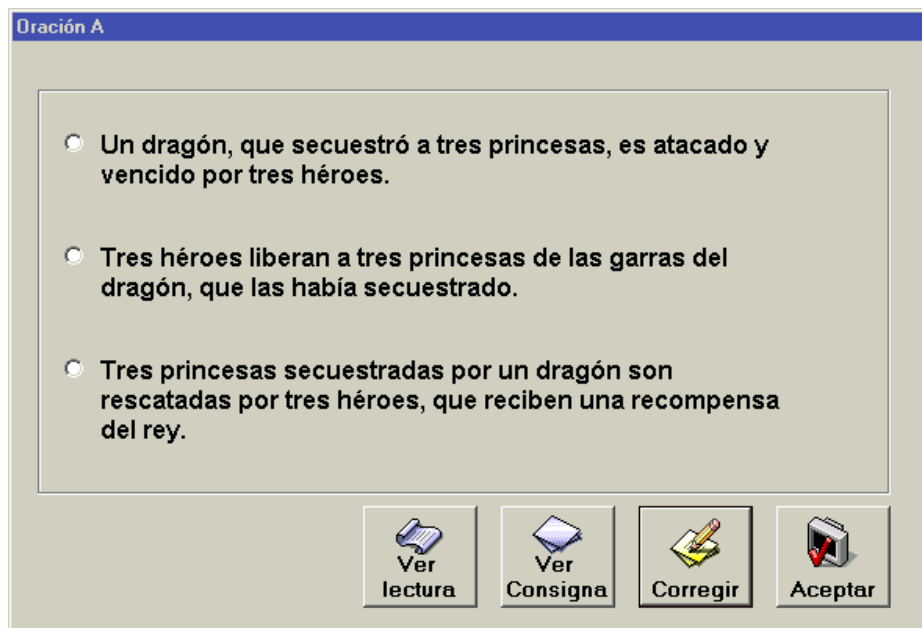 Oración A
Un dragón, que secuestró a tres princesas, es atacado y
vencido por tres héroes.
Tres héroes liberan a tres princesas de las garras del
dragón, que las había secuestrado.
Tres princesas secuestradas por un dragón son
rescatadas por tres héroes, que reciben una recompensa
del rey.
Ver
lectura
Ver
Consigna
Corregir
Aceptar